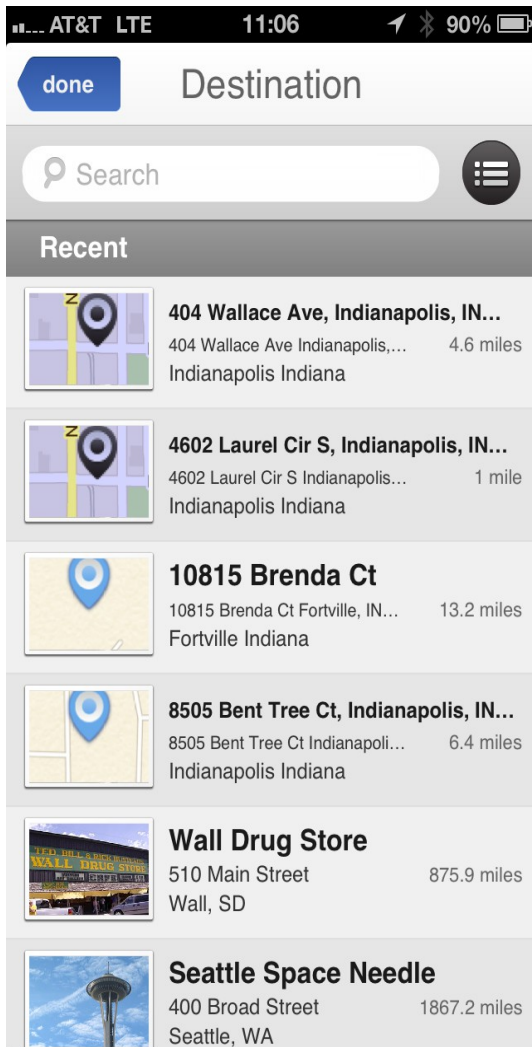 AT&T LTE 11:06 90%
done Destination
Search
Recent
404 Wallace Ave, Indianapolis, IN...
404 Wallace Ave Indianapolis,... 4.6 miles
Indianapolis Indiana
4602 Laurel Cir S, Indianapolis, IN...
4602 Laurel Cir S Indianapolis... 1 mile
Indianapolis Indiana
10815 Brenda Ct
10815 Brenda Ct Fortville, IN... 13.2 miles
Fortville Indiana
8505 Bent Tree Ct, Indianapolis, IN...
8505 Bent Tree Ct Indianapoli... 6.4 miles
Indianapolis Indiana
WALL DRUG STORE
Wall Drug Store
510 Main Street 875.9 miles
Wall, SD
Seattle Space Needle
400 Broad Street 1867.2 miles
Seattle, WA